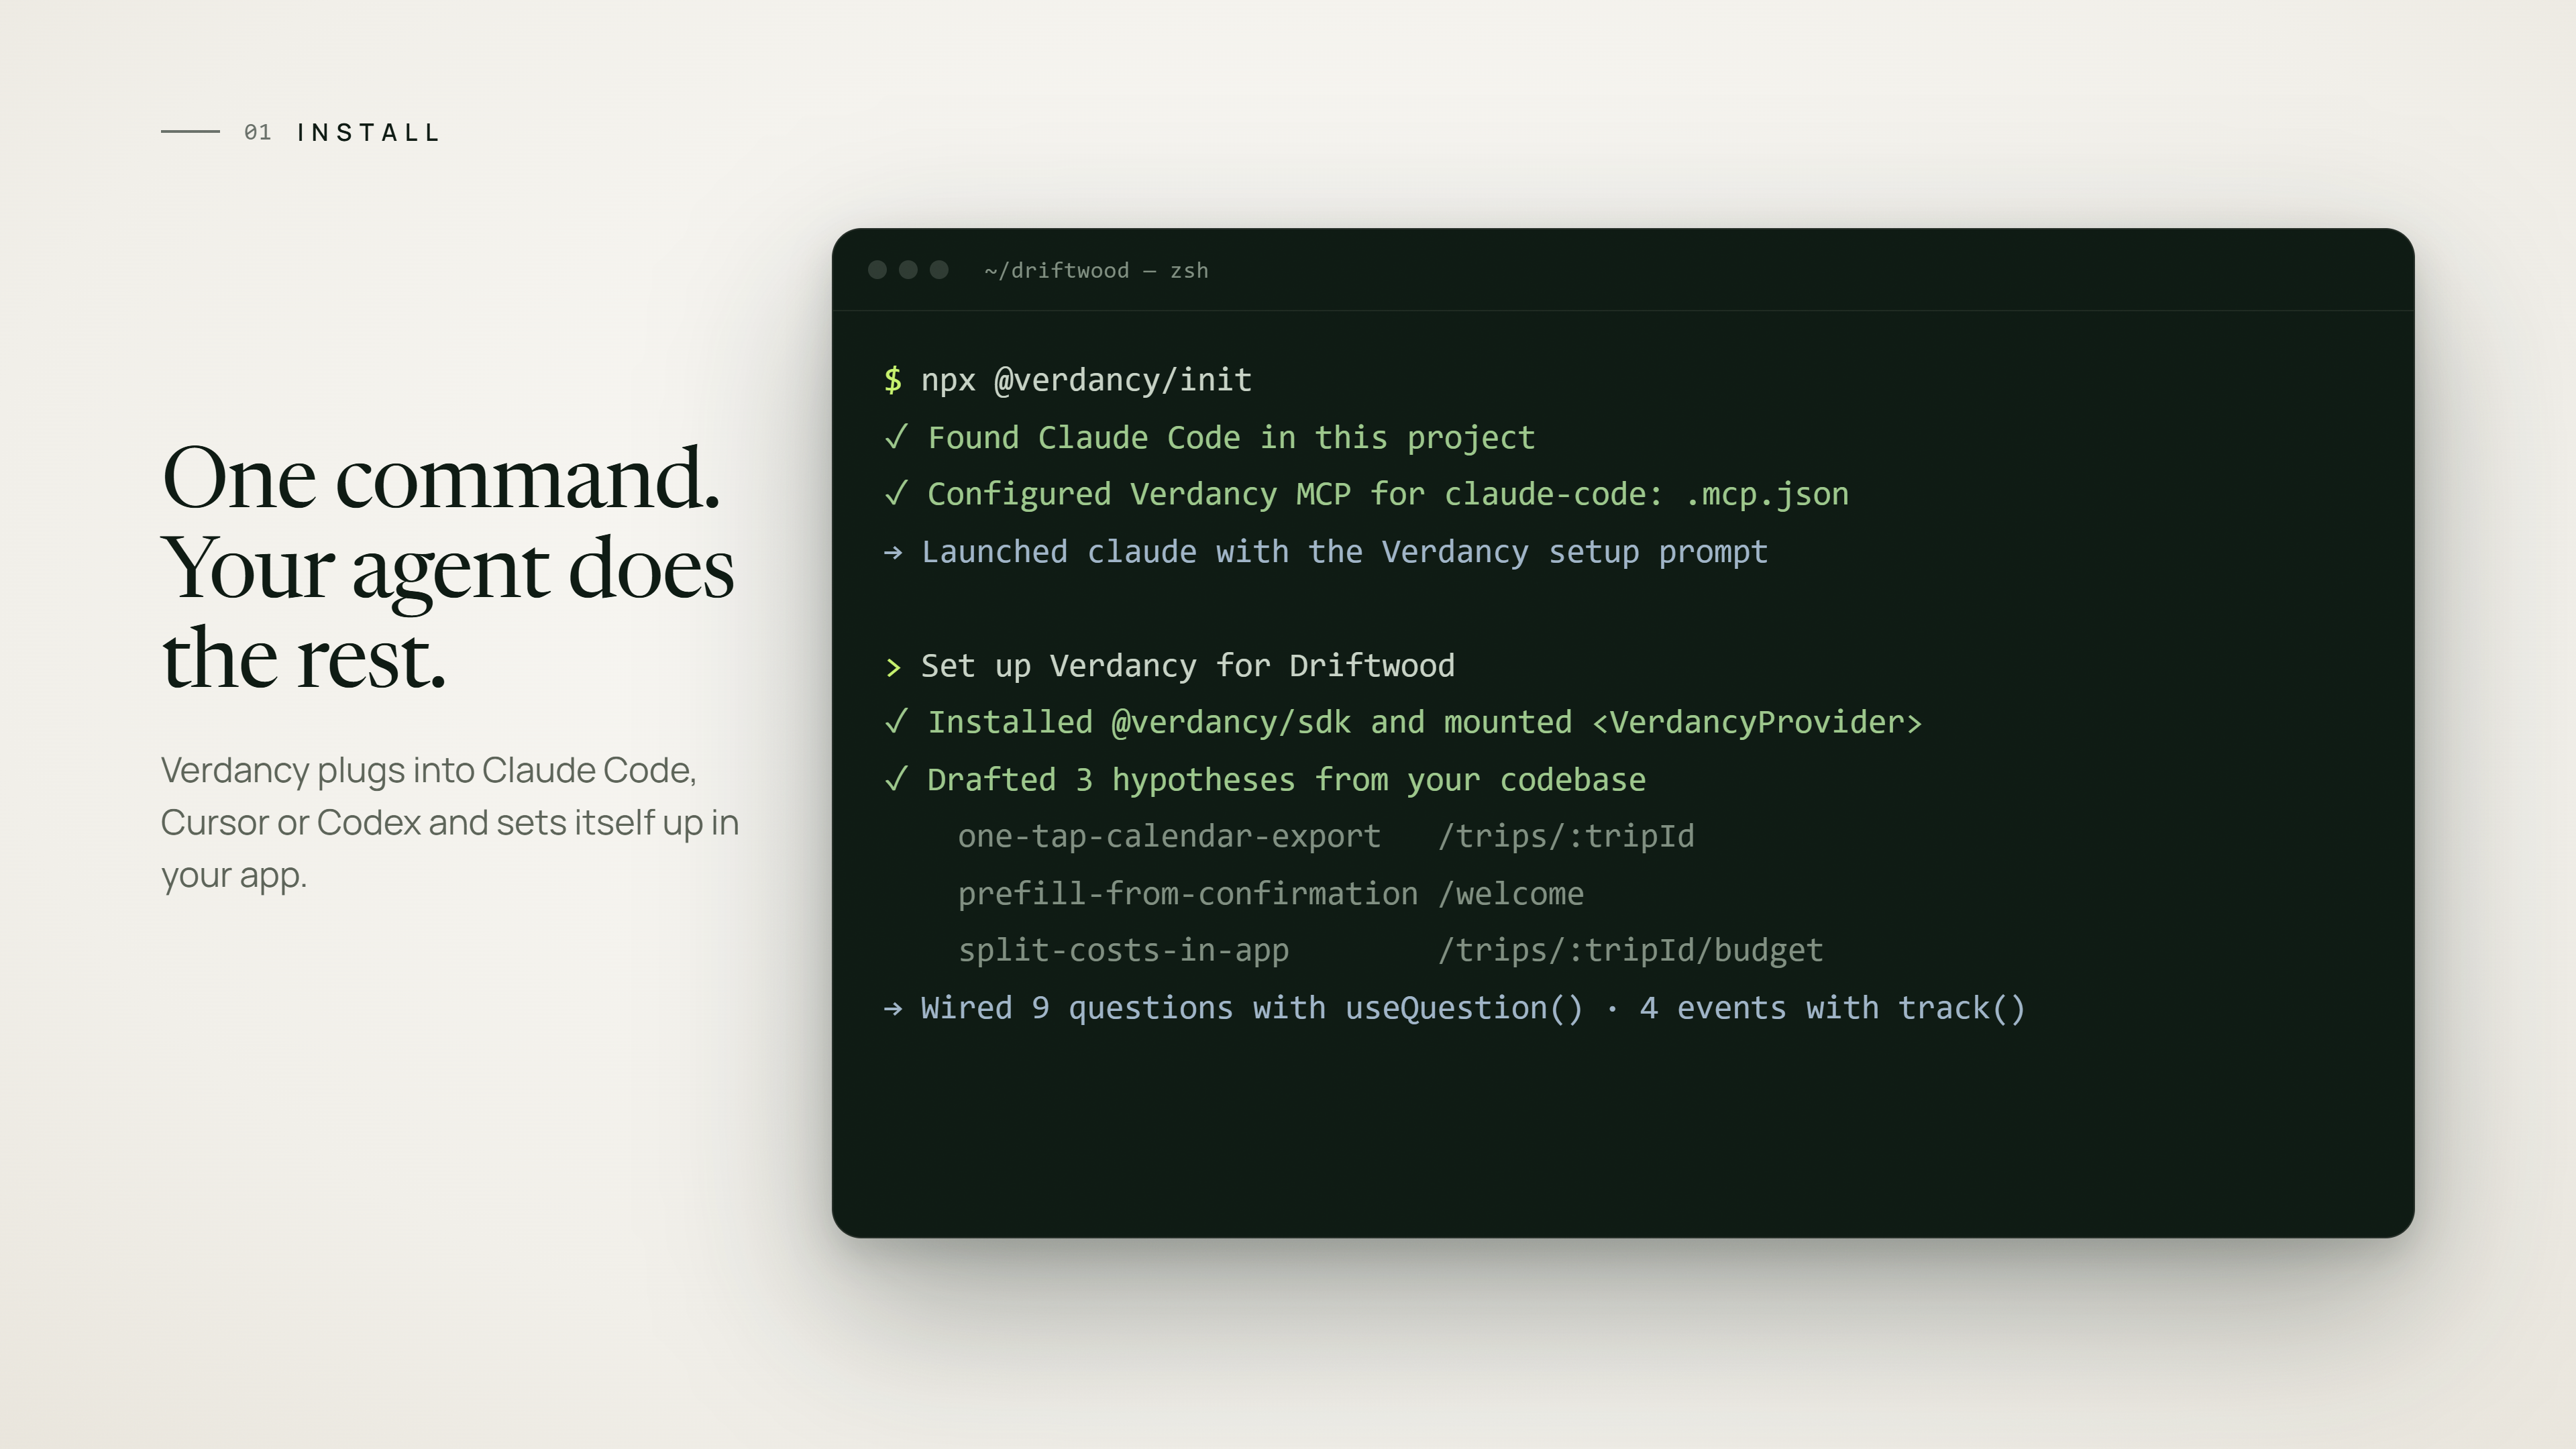 01 INSTALL
One command.
Your agent does
the rest.
Verdancy plugs into Claude Code,
Cursor or Codex and sets itself up in
your app.
~/driftwood — zsh
$ npx @verdancy/init
✓ Found Claude Code in this project
✓ Configured Verdancy MCP for claude-code: .mcp.json
→ Launched claude with the Verdancy setup prompt
> Set up Verdancy for Driftwood
✓ Installed @verdancy/sdk and mounted <VerdancyProvider>
✓ Drafted 3 hypotheses from your codebase
one-tap-calendar-export /trips/:tripId
prefill-from-confirmation /welcome
split-costs-in-app /trips/:tripId/budget
→ Wired 9 questions with useQuestion() · 4 events with track()